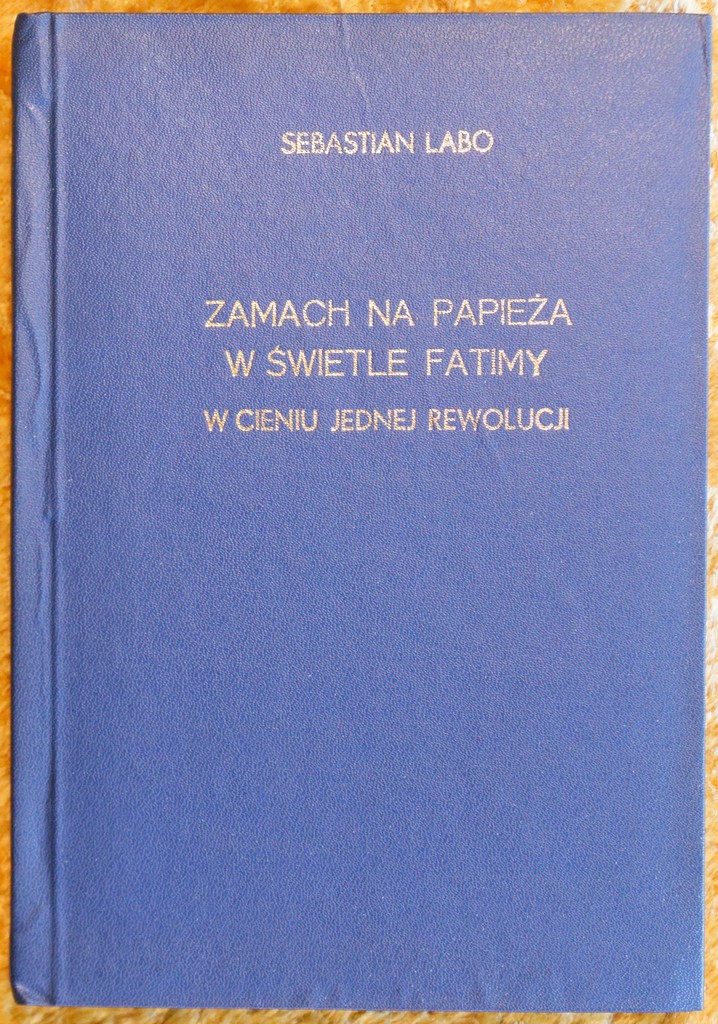 SEBASTIAN LABO
ZAMACH NA PAPIEŻA
W ŚWIETLE FATIMY
W CIENIU JEDNEJ REWOLUCJI